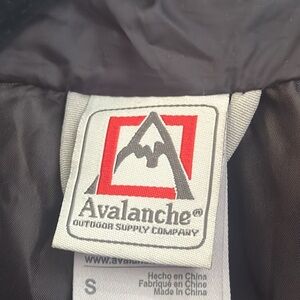 Avalanche®
OUTDOOR SUPPLY COMPANY
S
Hecho en China
Fabriqué en Chine
Made in China